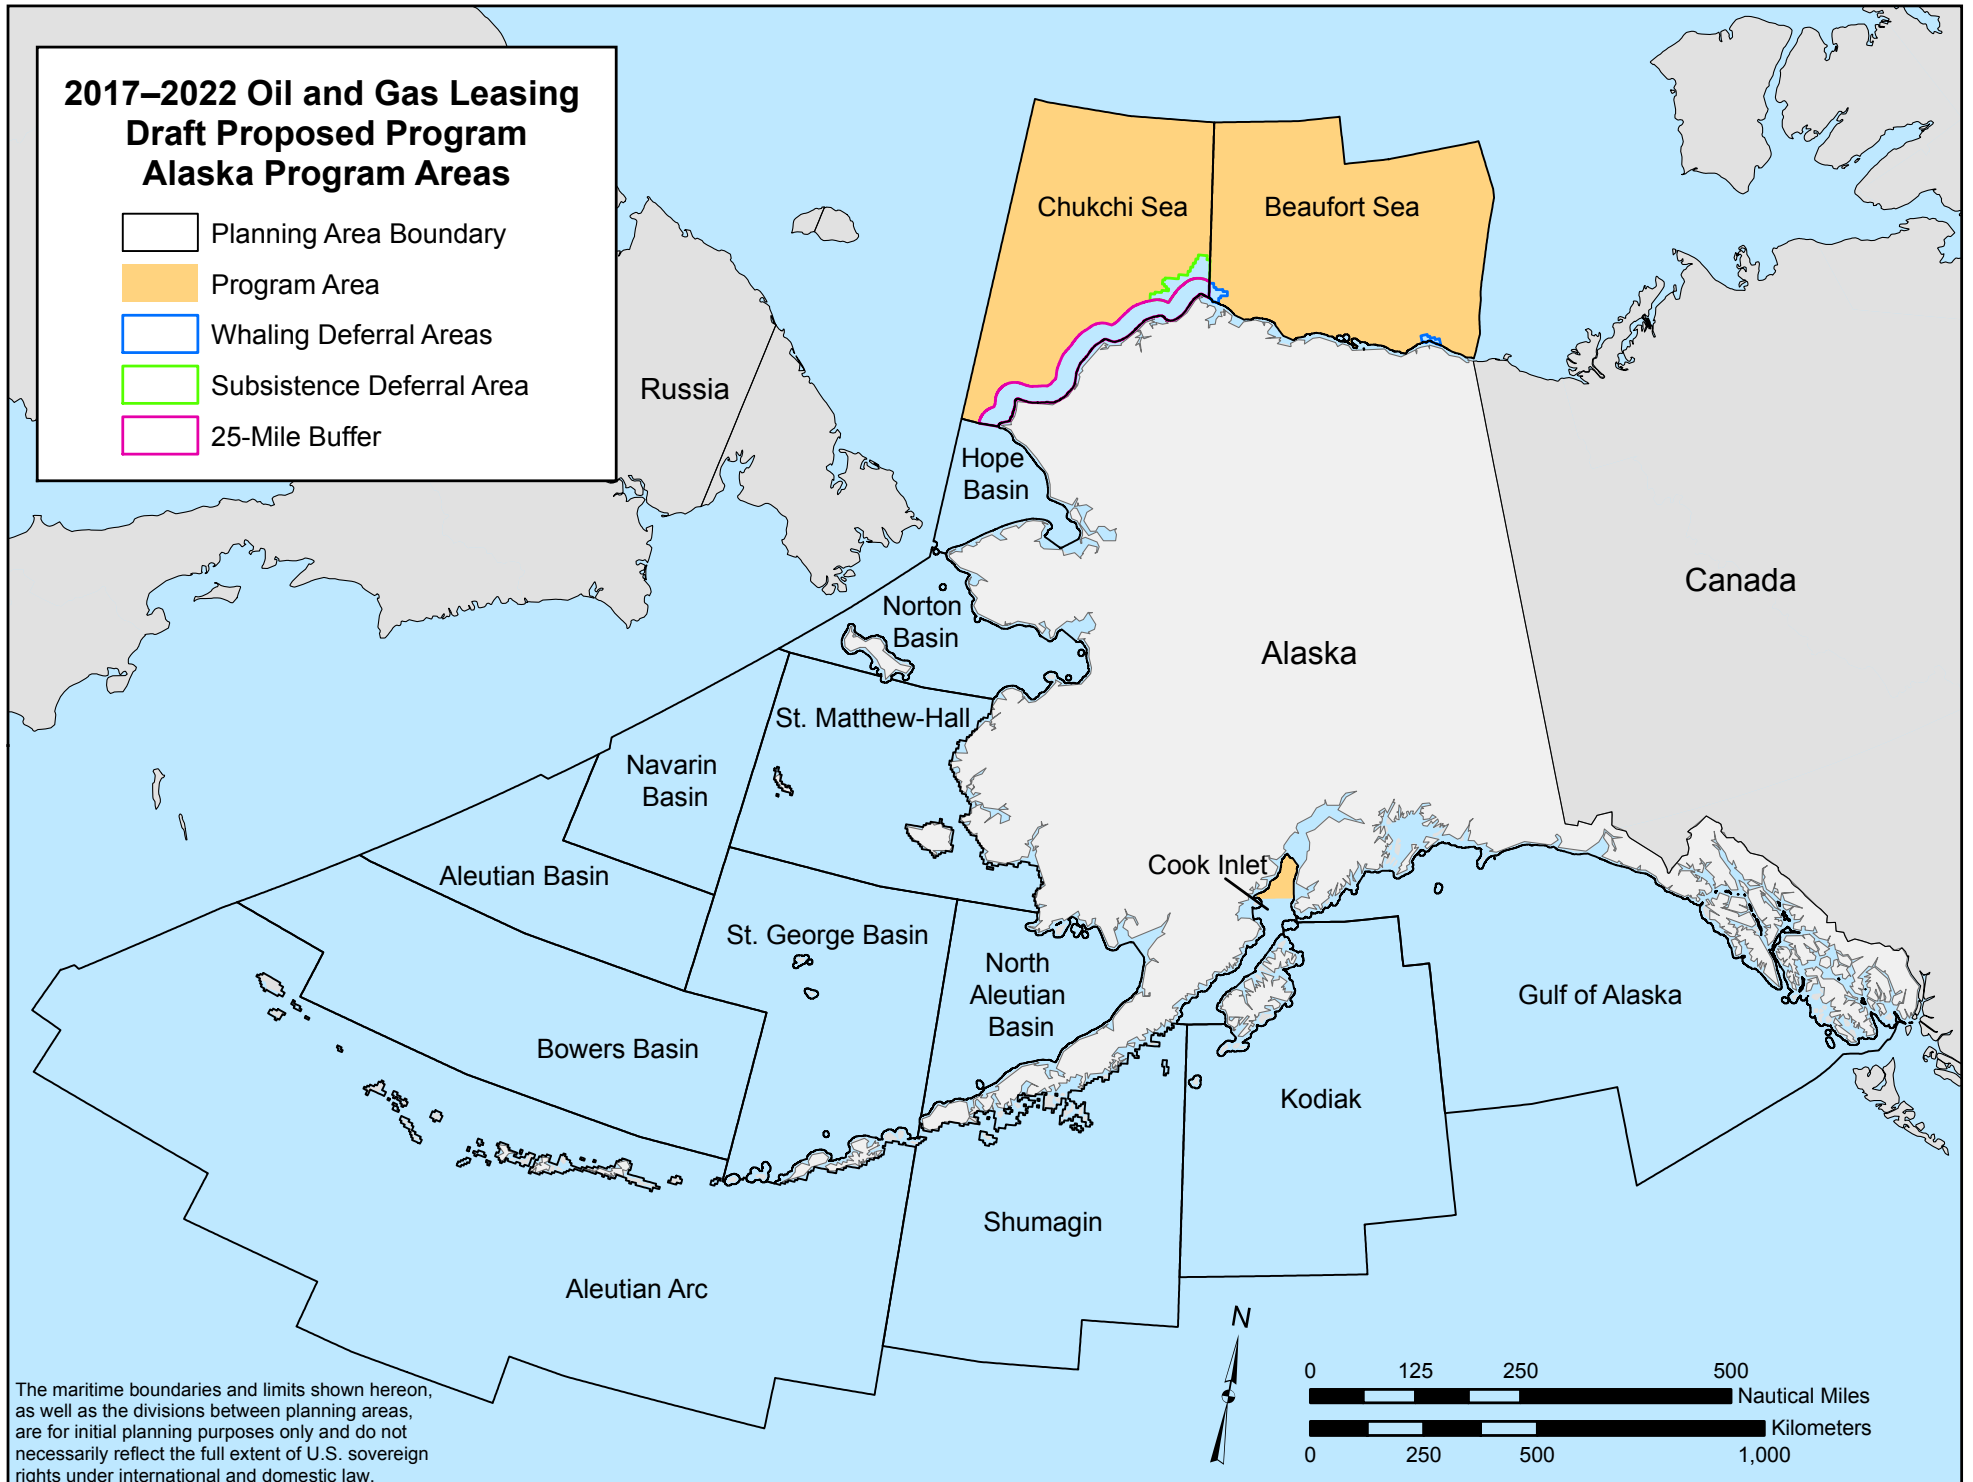 2017–2022 Oil and Gas Leasing
Draft Proposed Program
Alaska Program Areas
Planning Area Boundary
Program Area
Whaling Deferral Areas
Subsistence Deferral Area
25-Mile Buffer
Chukchi Sea
Beaufort Sea
Russia
Hope
Basin
Canada
Norton
Basin
Alaska
St. Matthew-Hall
Navarin
Basin
Cook Inlet
Aleutian Basin
St. George Basin
North
Aleutian
Basin
Gulf of Alaska
Bowers Basin
Kodiak
Shumagin
Aleutian Arc
N
0 125 250 500
Nautical Miles
Kilometers
0 250 500 1,000
The maritime boundaries and limits shown hereon,
as well as the divisions between planning areas,
are for initial planning purposes only and do not
necessarily reflect the full extent of U.S. sovereign
rights under international and domestic law.